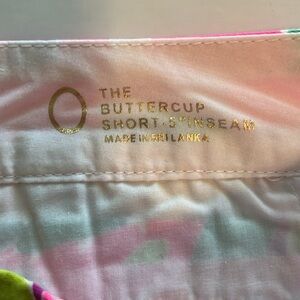 THE
BUTTERCUP
SHORT-5"INSEAM
MADE IN SRI LANKA